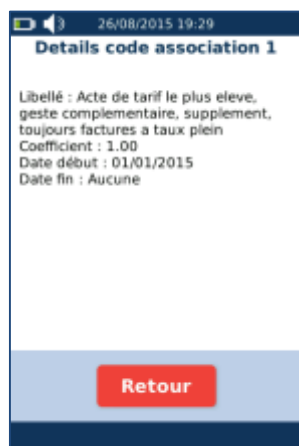 26/08/2015 19:29
Details code association 1
Libellé : Acte de tarif le plus eleve,
geste complementaire, supplement,
toujours factures a taux plein
Coefficient : 1.00
Date début : 01/01/2015
Date fin : Aucune
Retour